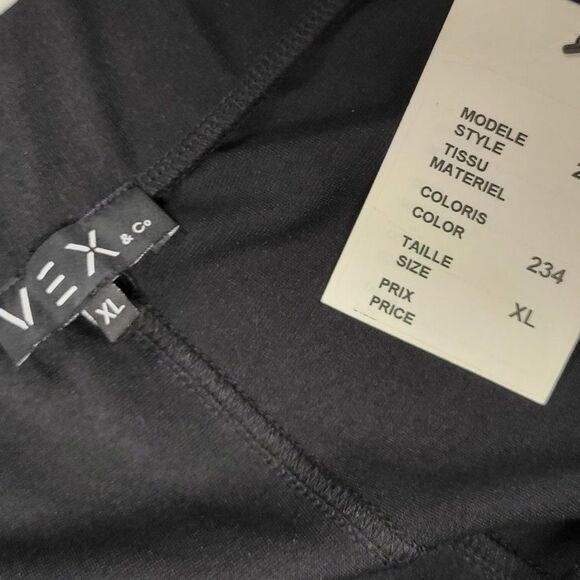 VEX & Co
XL
MODELE
STYLE
TISSU
MATERIEL
COLORIS
COLOR
234
TAILLE
SIZE
XL
PRIX
PRICE